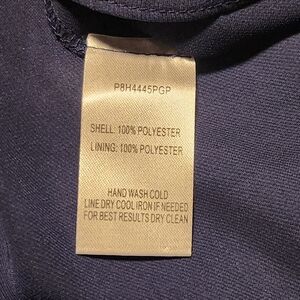 P8H4445PGP
SHELL: 100% POLYESTER
LINING: 100% POLYESTER
HAND WASH COLD
LINE DRY COOL IRON IF NEEDED
FOR BEST RESULTS DRY CLEAN